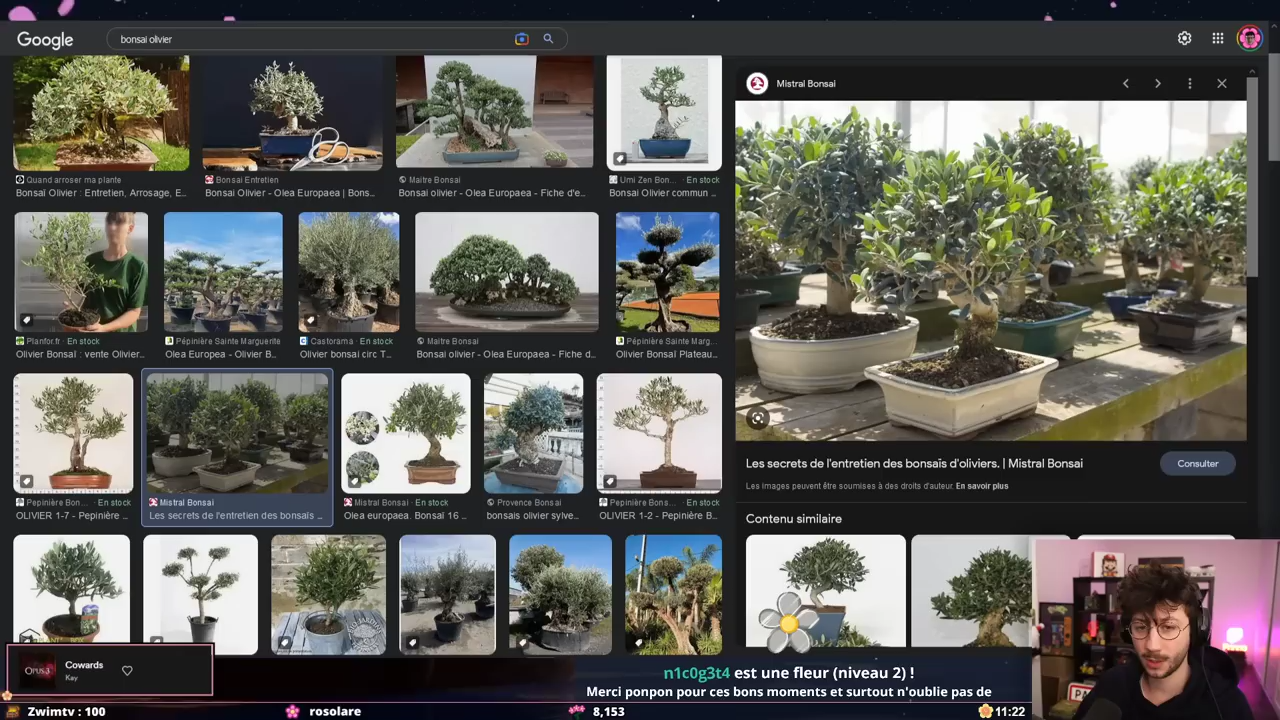 Google
bonsai olivier
Quand arroser ma plante
Bonsai Olivier : Entretien, Arrosage, E...
Bonsai Entretien
Bonsai Olivier - Olea Europaea | Bons...
Maitre Bonsai
Bonsaï olivier - Olea Europaea - Fiche d'e...
Umi Zen Bon... · En stock
Bonsai Olivier commun ...
Mistral Bonsai
Planfor.fr · En stock
Olivier Bonsaï : vente Olivier...
Pépinière Sainte Marguerite
Olea Europea - Olivier B...
Castorama · En stock
Olivier bonsai circ T...
Maitre Bonsai
Bonsaï olivier - Olea Europaea - Fiche d...
Pépinière Sainte Marg...
Olivier Bonsaï Plateau...
Pepinière Bon... · En stock
OLIVIER 1-7 - Pepinière ...
Mistral Bonsai
Les secrets de l'entretien des bonsaïs ...
Mistral Bonsai · En stock
Olea europaea. Bonsaï 16 ...
Provence Bonsai
bonsais olivier sylve...
Pepinière Bons... · En stock
OLIVIER 1-2 - Pepinière B...
Les secrets de l'entretien des bonsaïs d'oliviers. | Mistral Bonsai
Consulter
Les images peuvent être soumises à des droits d'auteur. En savoir plus
Contenu similaire
OPUS3
Cowards
Kay
n1c0g3t4 est une fleur (niveau 2) !
Merci ponpon pour ces bons moments et surtout n'oublie pas de
Zwimtv : 100
rosolare
8,153
11:22